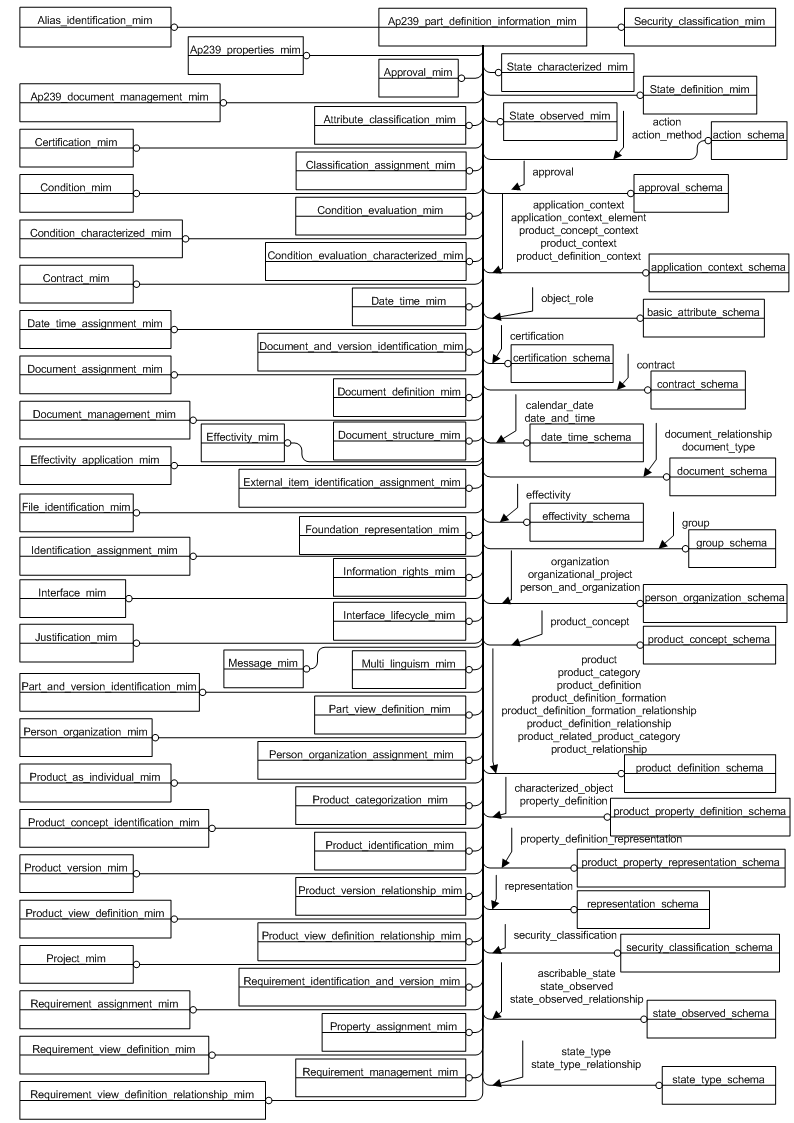 Alias_identification_mim
Ap239_part_definition_information_mim
Security_classification_mim
Ap239_properties_mim
Approval_mim
State_characterized_mim
Ap239_document_management_mim
State_definition_mim
Attribute_classification_mim
State_observed_mim
action
action_method
action_schema
Certification_mim
Classification_assignment_mim
approval
Condition_mim
approval_schema
Condition_evaluation_mim
application_context
application_context_element
product_concept_context
product_context
product_definition_context
Condition_characterized_mim
Condition_evaluation_characterized_mim
application_context_schema
Contract_mim
Date_time_mim
object_role
basic_attribute_schema
Date_time_assignment_mim
certification
Document_and_version_identification_mim
certification_schema
Document_assignment_mim
contract
contract_schema
Document_definition_mim
Document_management_mim
calendar_date
date_and_time
Effectivity_mim
Document_structure_mim
date_time_schema
document_relationship
document_type
Effectivity_application_mim
document_schema
External_item_identification_assignment_mim
effectivity
File_identification_mim
effectivity_schema
Foundation_representation_mim
group
group_schema
Identification_assignment_mim
organization
organizational_project
person_and_organization
Information_rights_mim
Interface_mim
person_organization_schema
Interface_lifecycle_mim
product_concept
Justification_mim
product_concept_schema
Message_mim
Multi_linguism_mim
product
product_category
product_definition
product_definition_formation
product_definition_formation_relationship
product_definition_relationship
product_related_product_category
product_relationship
Part_and_version_identification_mim
Part_view_definition_mim
Person_organization_mim
Person_organization_assignment_mim
product_definition_schema
Product_as_individual_mim
characterized_object
property_definition
Product_categorization_mim
product_property_definition_schema
Product_concept_identification_mim
property_definition_representation
Product_identification_mim
product_property_representation_schema
Product_version_mim
representation
Product_version_relationship_mim
representation_schema
Product_view_definition_mim
security_classification
Product_view_definition_relationship_mim
security_classification_schema
Project_mim
ascribable_state
state_observed
state_observed_relationship
Requirement_identification_and_version_mim
Requirement_assignment_mim
state_observed_schema
Property_assignment_mim
Requirement_view_definition_mim
state_type
state_type_relationship
Requirement_management_mim
state_type_schema
Requirement_view_definition_relationship_mim